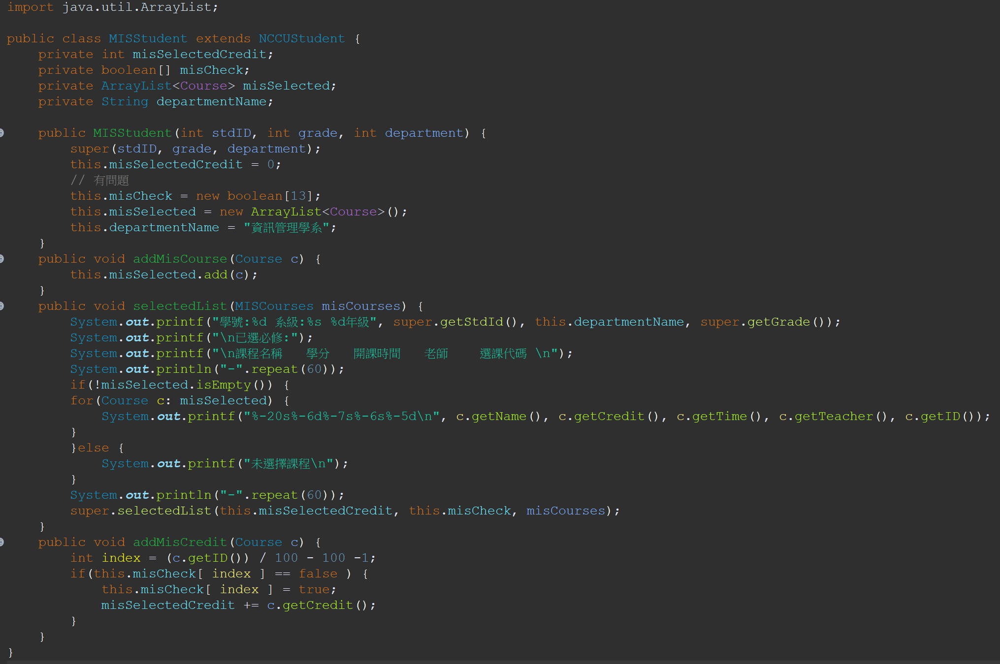 import java.util.ArrayList;

public class MISStudent extends NCCUStudent {
    private int misSelectedCredit;
    private boolean[] misCheck;
    private ArrayList<Course> misSelected;
    private String departmentName;

    public MISStudent(int stdID, int grade, int department) {
        super(stdID, grade, department);
        this.misSelectedCredit = 0;
        // 有問題
        this.misCheck = new boolean[13];
        this.misSelected = new ArrayList<Course>();
        this.departmentName = "資訊管理學系";
    }
    public void addMisCourse(Course c) {
        this.misSelected.add(c);
    }
    public void selectedList(MISCourses misCourses) {
        System.out.printf("學號:%d 系級:%s %d年級", super.getStdId(), this.departmentName, super.getGrade());
        System.out.printf("\n已選必修:");
        System.out.printf("\n課程名稱   學分   開課時間   老師    選課代碼 \n");
        System.out.println("-".repeat(60));
        if(!misSelected.isEmpty()) {
        for(Course c: misSelected) {
            System.out.printf("%-20s%-6d%-7s%-6s%-5d\n", c.getName(), c.getCredit(), c.getTime(), c.getTeacher(), c.getID());
        }
        }else {
            System.out.printf("未選擇課程\n");
        }
        System.out.println("-".repeat(60));
        super.selectedList(this.misSelectedCredit, this.misCheck, misCourses);
    }
    public void addMisCredit(Course c) {
        int index = (c.getID()) / 100 - 100 -1;
        if(this.misCheck[ index ] == false ) {
            this.misCheck[ index ] = true;
            misSelectedCredit += c.getCredit();
        }
    }
}